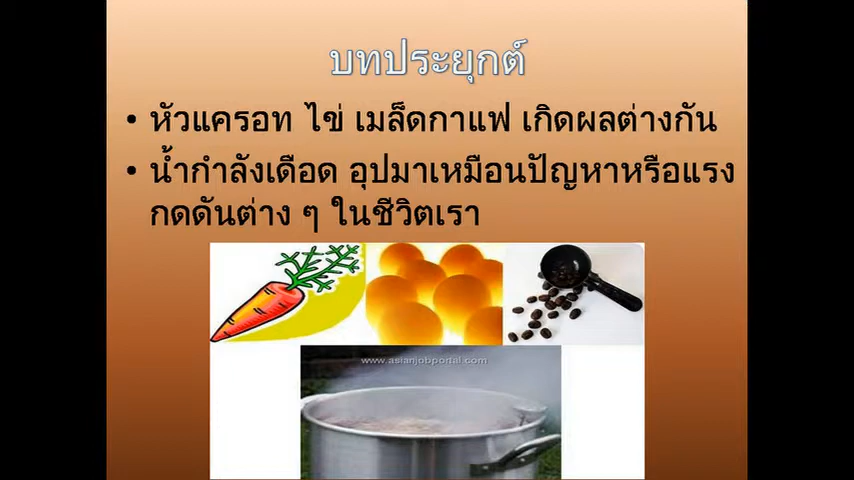 บทประยุกต์
• หัวแครอท ไข่ เมล็ดกาแฟ เกิดผลต่างกัน
• น้ำกำลังเดือด อุปมาเหมือนปัญหาหรือแรง
กดดันต่าง ๆ ในชีวิตเรา
www.asianjobportal.com